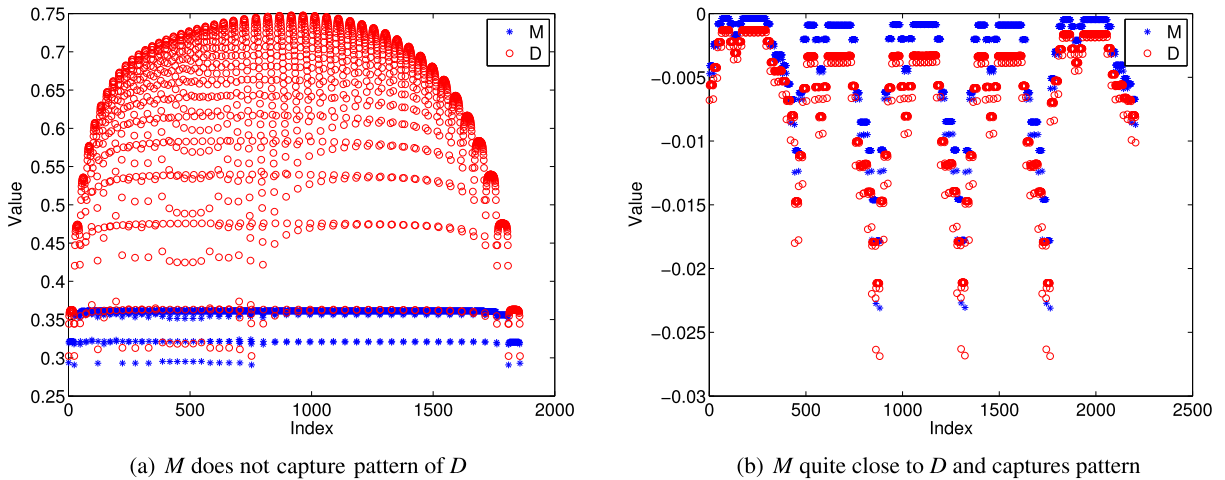 0.75
0.7
0.65
0.6
0.55
0.5
0.45
0.4
0.35
0.3
0.25
Value
0 500 1000 1500 2000
Index
M
D
(a) M does not capture pattern of D
0
−0.005
−0.01
−0.015
−0.02
−0.025
−0.03
Value
0 500 1000 1500 2000 2500
Index
M
D
(b) M quite close to D and captures pattern